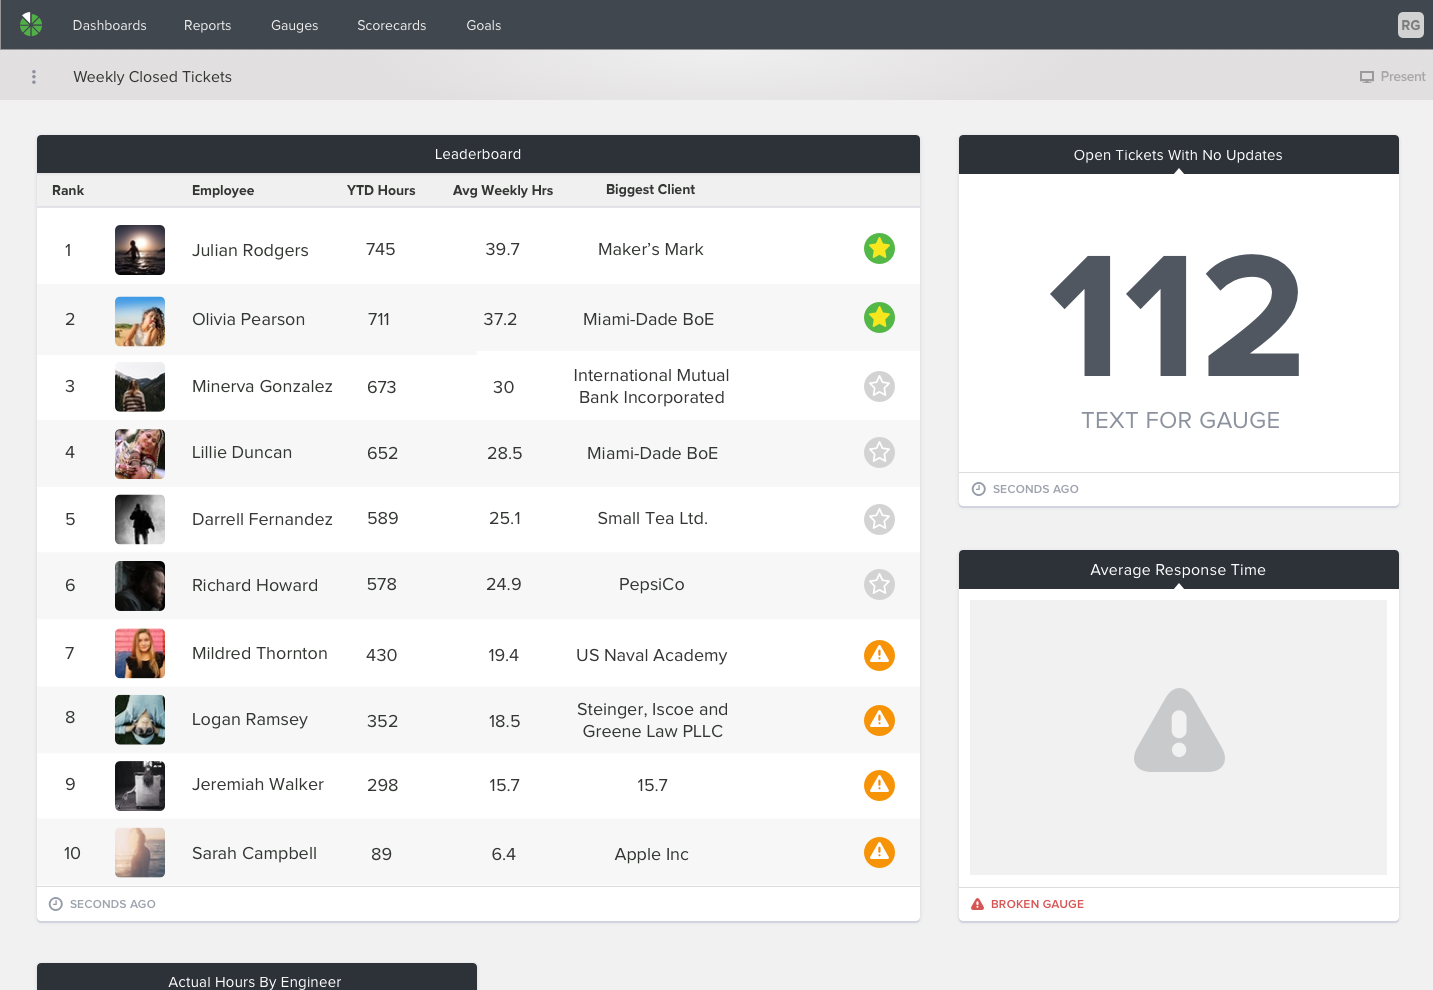 Dashboards Reports Gauges Scorecards Goals RG
Weekly Closed Tickets Present
Leaderboard
Rank Employee YTD Hours Avg Weekly Hrs Biggest Client
1 Julian Rodgers 745 39.7 Maker’s Mark
2 Olivia Pearson 711 37.2 Miami-Dade BoE
3 Minerva Gonzalez 673 30 International Mutual
Bank Incorporated
4 Lillie Duncan 652 28.5 Miami-Dade BoE
5 Darrell Fernandez 589 25.1 Small Tea Ltd.
6 Richard Howard 578 24.9 PepsiCo
7 Mildred Thornton 430 19.4 US Naval Academy
8 Logan Ramsey 352 18.5 Steinger, Iscoe and
Greene Law PLLC
9 Jeremiah Walker 298 15.7 15.7
10 Sarah Campbell 89 6.4 Apple Inc
SECONDS AGO
Open Tickets With No Updates
112
TEXT FOR GAUGE
SECONDS AGO
Average Response Time
BROKEN GAUGE
Actual Hours By Engineer